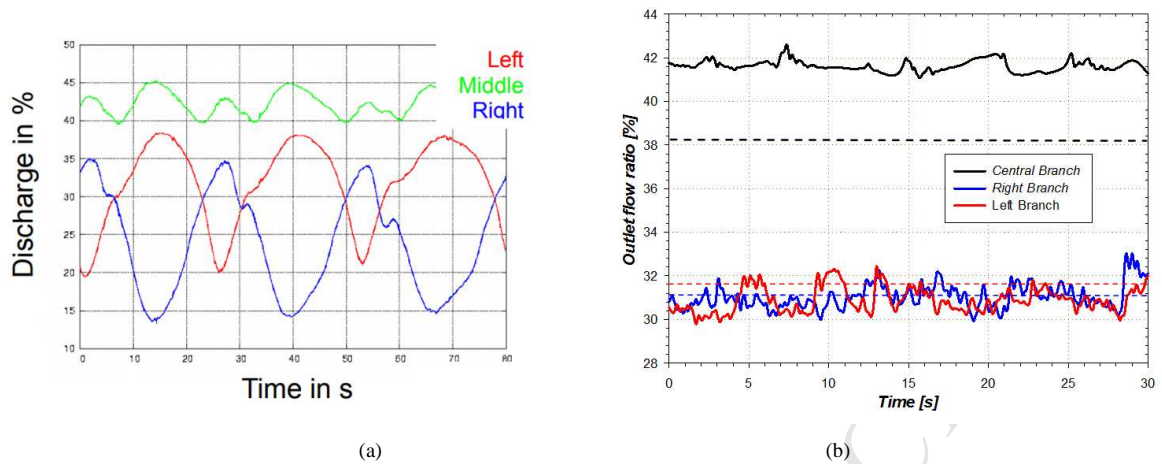 50
45
40
35
30
25
20
15
10
0 10 20 30 40 50 60 70 80
Discharge in %
Time in s
Left
Middle
Right
(a)
44
42
40
38
36
34
32
30
28
0 5 10 15 20 25 30
Outlet flow ratio [%]
Time [s]
Central Branch
Right Branch
Left Branch
(b)